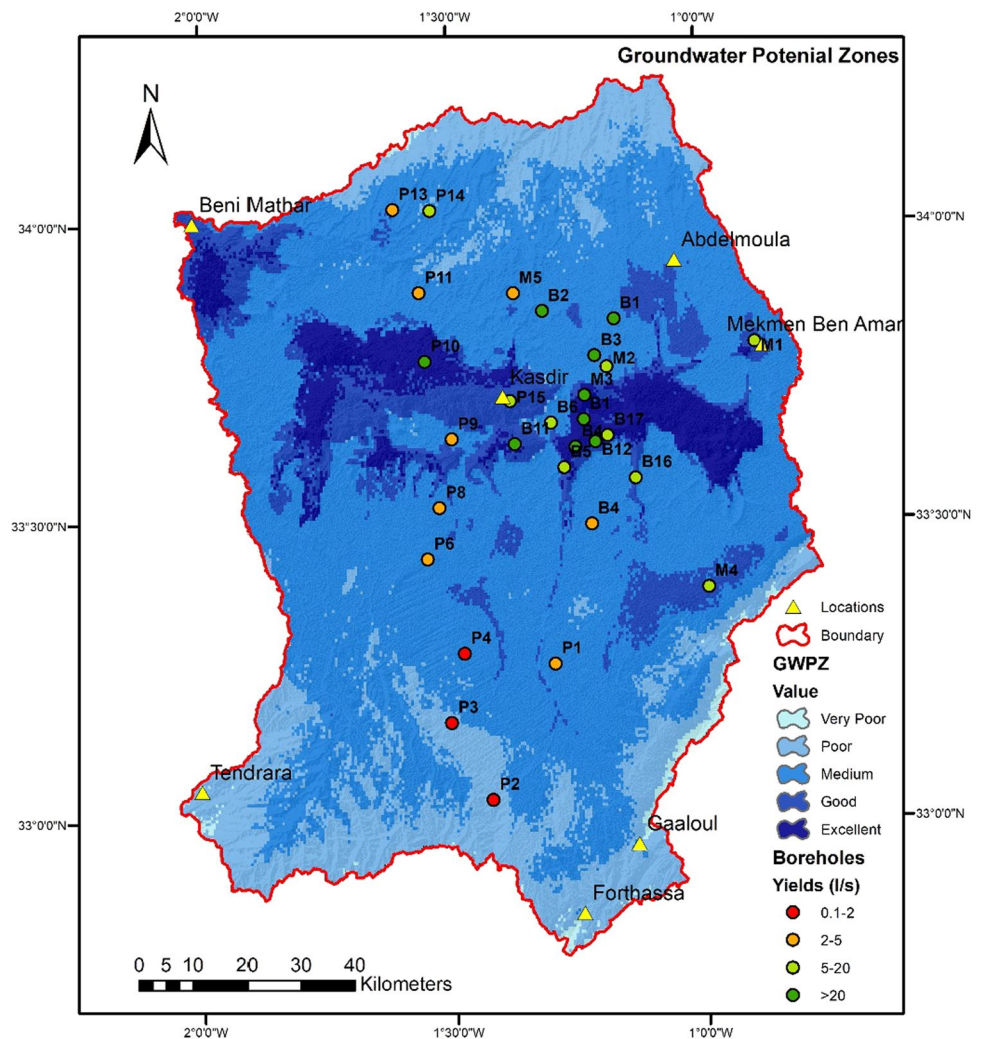 2°0'0"W 1°30'0"W 1°0'0"W
Groundwater Potenial Zones
N
P13 P14
Beni Mathar
34°0'0"N 34°0'0"N
Abdelmoula
P11 M5
B2 B1
Mekmen Ben Amar
M1
B3
M2
P10
Kasdir
M3
P15
B6 B1
B17
P9
B11 B4
B5 B12
B16
P8
B4
33°30'0"N 33°30'0"N
P6
M4
Locations
Boundary
P4 P1
GWPZ
Value
P3
Very Poor
Poor
Tendrara
Medium
P2
Good
33°0'0"N 33°0'0"N
Gaaloul
Excellent
Boreholes
Yields (l/s)
Forthassa
0.1-2
2-5
0 5 10 20 30 40
Kilometers
5-20
>20
2°0'0"W 1°30'0"W 1°0'0"W